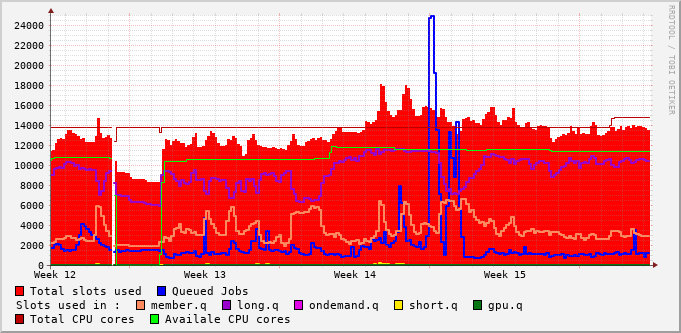 RRDTOOL / TOBI OETIKER
24000
22000
20000
18000
16000
14000
12000
10000
8000
6000
4000
2000
0
Week 12 Week 13 Week 14 Week 15
Total slots used Queued Jobs
Slots used in : member.q long.q ondemand.q short.q gpu.q
Total CPU cores Availale CPU cores